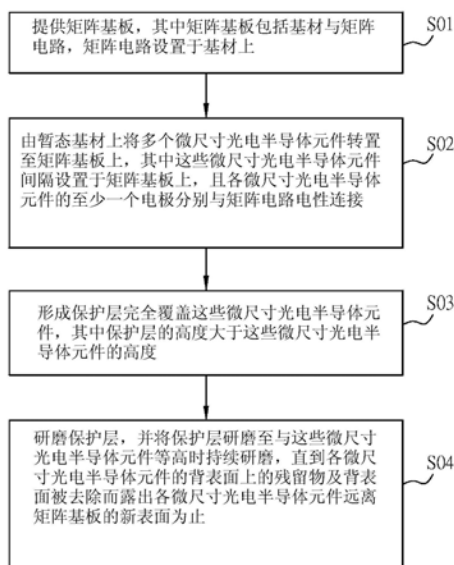 提供矩阵基板，其中矩阵基板包括基材与矩阵
电路，矩阵电路设置于基材上
S01
由暂态基材上将多个微尺寸光电半导体元件转置
至矩阵基板上，其中这些微尺寸半导体元件
间隔设置于矩阵基板上，且各微尺寸光电半导体
元件的至少一个电极分别与矩阵电路电性连接
S02
形成保护层完全覆盖这些微尺寸光电半导体元
件，其中保护层的高度大于这些微尺寸光电半
导体元件的高度
S03
研磨保护层，并将保护层研磨至与这些微尺寸
光电半导体元件等高时持续研磨，直到各微尺
寸光电半导体元件的背表面上的残留物及背表
面被去除而露出各微尺寸光电半导体元件远离
矩阵基板的新表面为止
S04